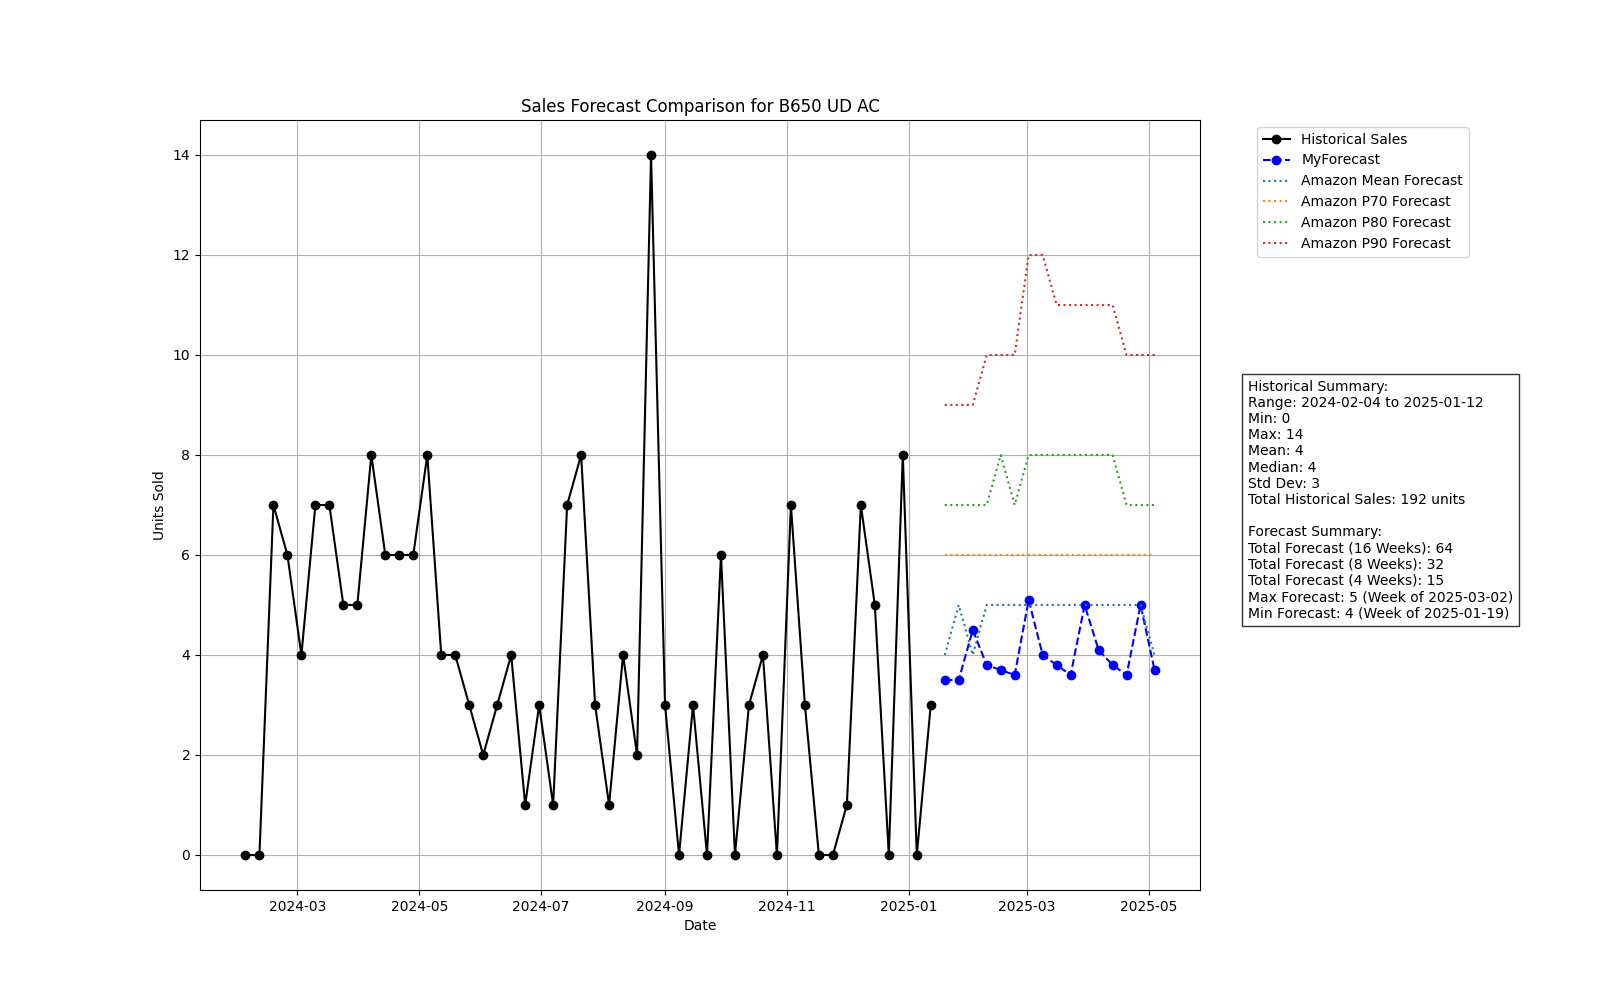 Sales Forecast Comparison for B650 UD AC
Historical Sales
MyForecast
Amazon Mean Forecast
Amazon P70 Forecast
Amazon P80 Forecast
Amazon P90 Forecast
Units Sold
14
12
10
8
6
4
2
0
2024-03
2024-05
2024-07
2024-09
2024-11
2025-01
2025-03
2025-05
Date
Historical Summary:
Range: 2024-02-04 to 2025-01-12
Min: 0
Max: 14
Mean: 4
Median: 4
Std Dev: 3
Total Historical Sales: 192 units
Forecast Summary:
Total Forecast (16 Weeks): 64
Total Forecast (8 Weeks): 32
Total Forecast (4 Weeks): 15
Max Forecast: 5 (Week of 2025-03-02)
Min Forecast: 4 (Week of 2025-01-19)